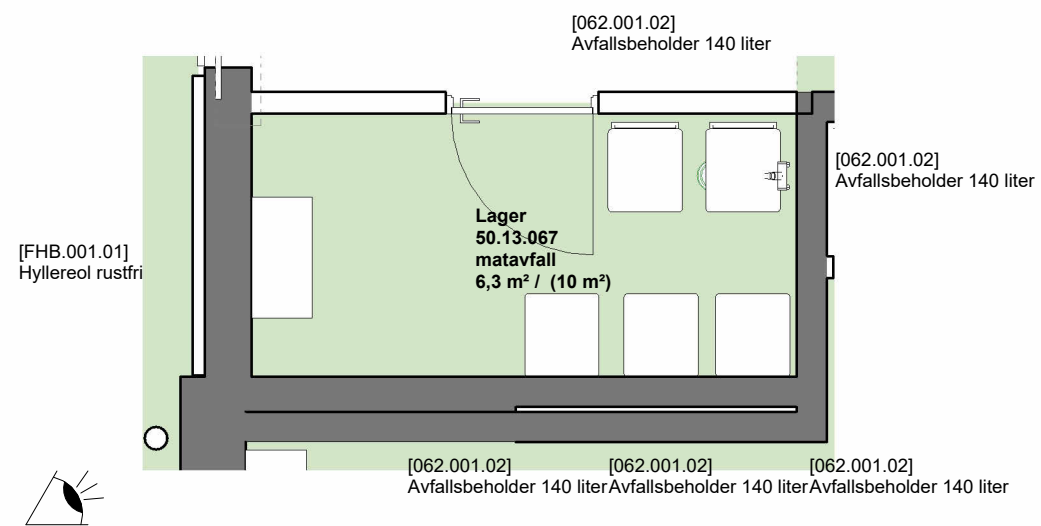 [062.001.02]
Avfallsbeholder 140 liter
[062.001.02]
Avfallsbeholder 140 liter
Lager
50.13.067
matavfall
6,3 m² / (10 m²)
[FHB.001.01]
Hyllereol rustfri
[062.001.02]
Avfallsbeholder 140 liter
[062.001.02]
Avfallsbeholder 140 liter
[062.001.02]
Avfallsbeholder 140 liter